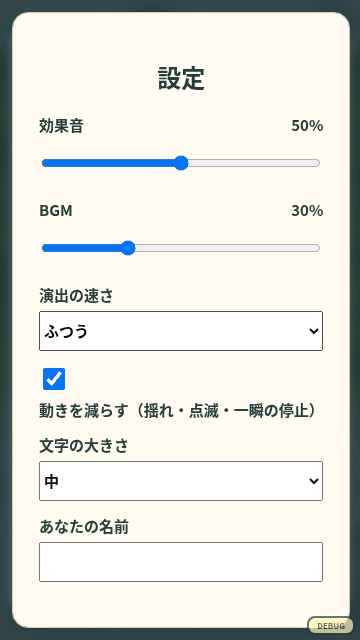 設定
効果音 50%
BGM 30%
演出の速さ
ふつう
動きを減らす（揺れ・点滅・一瞬の停止）
文字の大きさ
中
あなたの名前
DEBUG